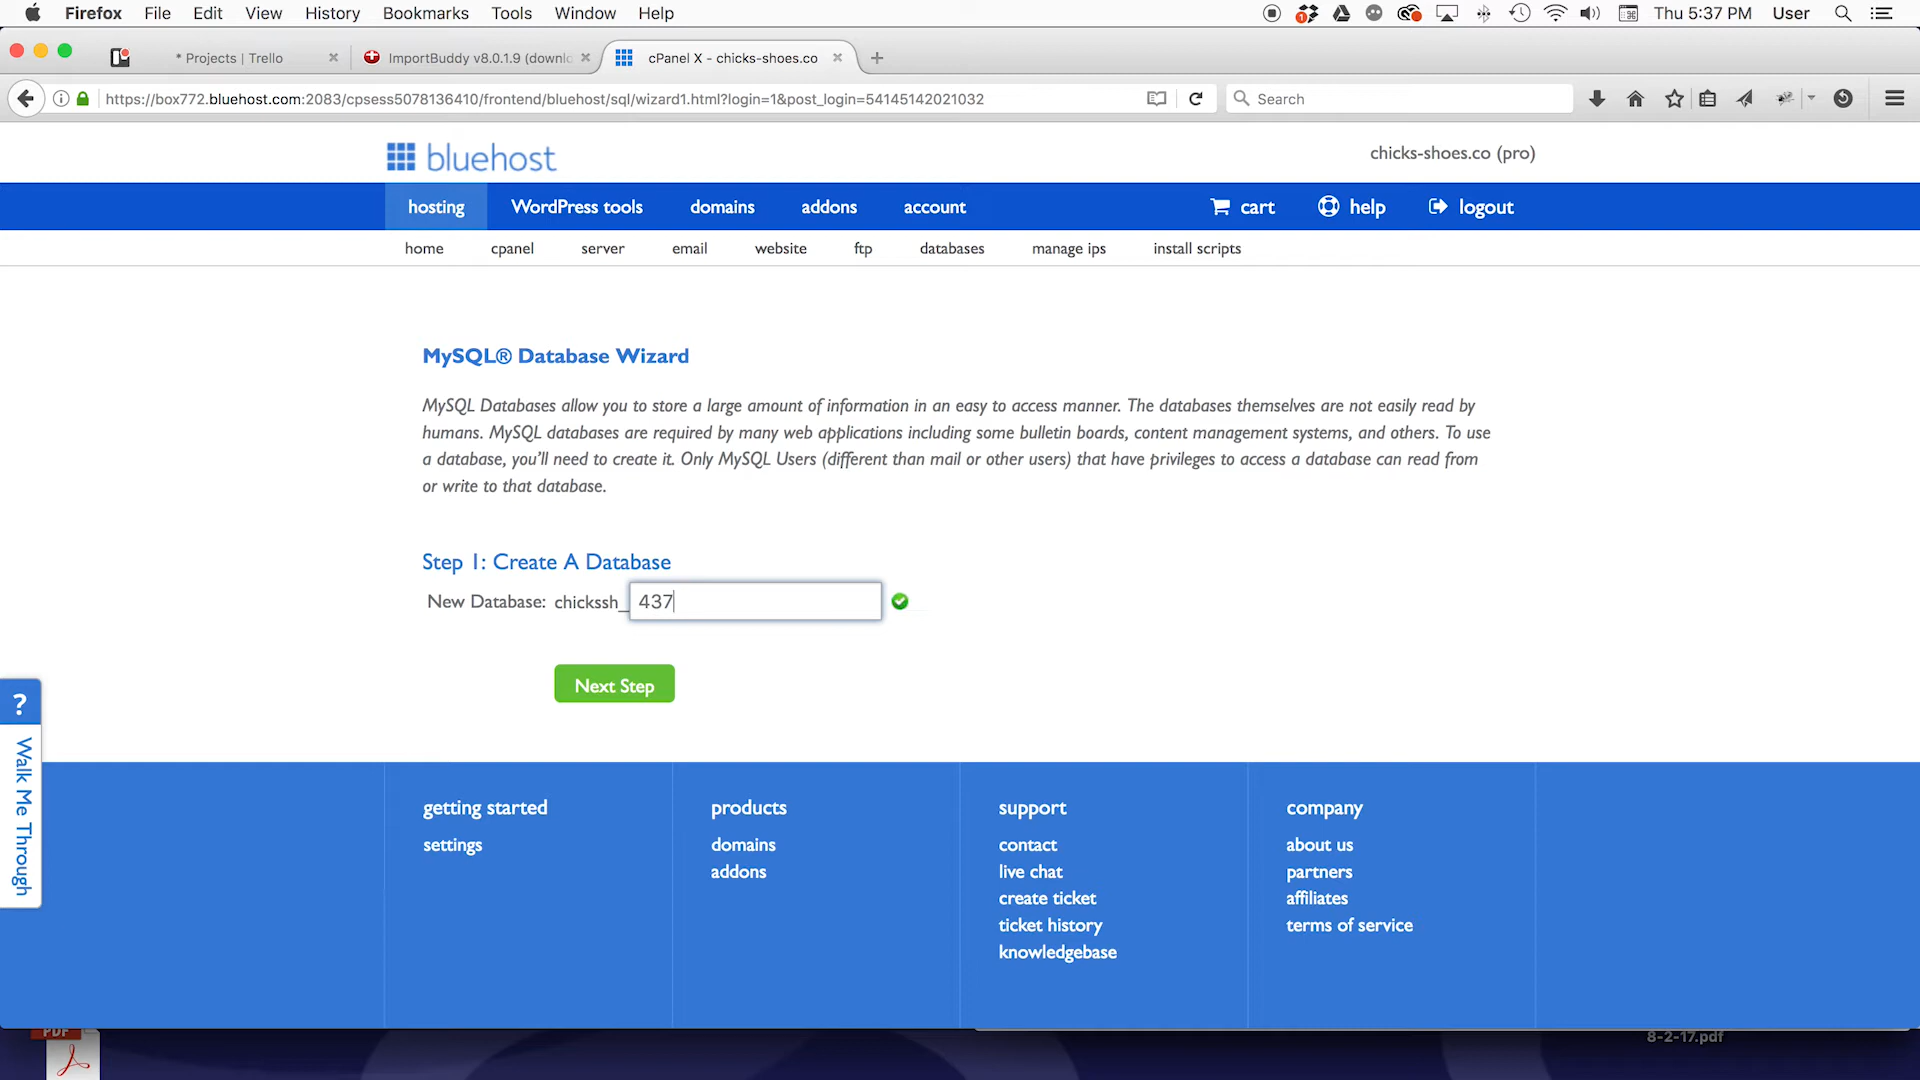 Firefox File Edit View History Bookmarks Tools Window Help
1
Thu 5:37 PM User
* Projects | Trello
ImportBuddy v8.0.1.9 (downlo
cPanel X - chicks-shoes.co
https://box772.bluehost.com:2083/cpsess5078136410/frontend/bluehost/sql/wizard1.html?login=1&post_login=54145142021032
Search
bluehost
chicks-shoes.co (pro)
hosting WordPress tools domains addons account cart help logout
home cpanel server email website ftp databases manage ips install scripts
MySQL® Database Wizard
MySQL Databases allow you to store a large amount of information in an easy to access manner. The databases themselves are not easily read by
humans. MySQL databases are required by many web applications including some bulletin boards, content management systems, and others. To use
a database, you'll need to create it. Only MySQL Users (different than mail or other users) that have privileges to access a database can read from
or write to that database.
Step 1: Create A Database
New Database: chickssh_ 437
Next Step
?
Walk Me Through
getting started
settings
products
domains
addons
support
contact
live chat
create ticket
ticket history
knowledgebase
company
about us
partners
affiliates
terms of service
PDF
8-2-17.pdf